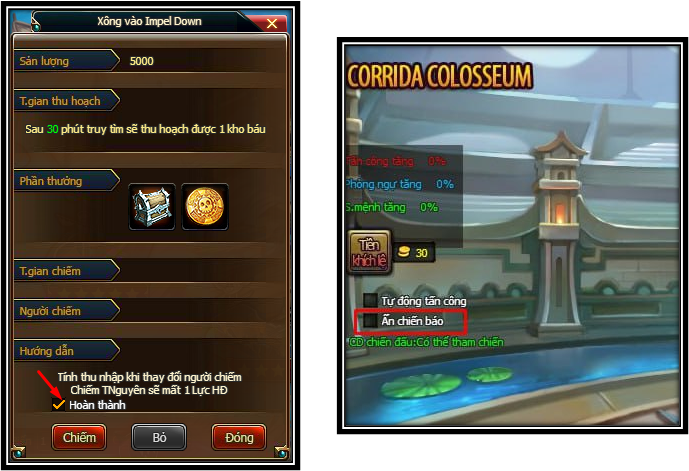 Xông vào Impel Down
Sản lượng 5000
T.gian thu hoạch
Sau 30 phút truy tìm sẽ thu hoạch được 1 kho báu
Phần thưởng
T.gian chiếm
Người chiếm
Hướng dẫn
Tính thu nhập khi thay đổi người chiếm
Chiếm TNguyên sẽ mất 1 Lực HĐ
Hoàn thành
Chiếm Bỏ Đóng
CORRIDA COLOSSEUM
Tấn công tăng 0%
Phòng ngự tăng 0%
S.mệnh tăng 0%
Tiền
khích lệ
30
Tự động tấn công
Ẩn chiến báo
CD chiến đấu:Có thể tham chiến